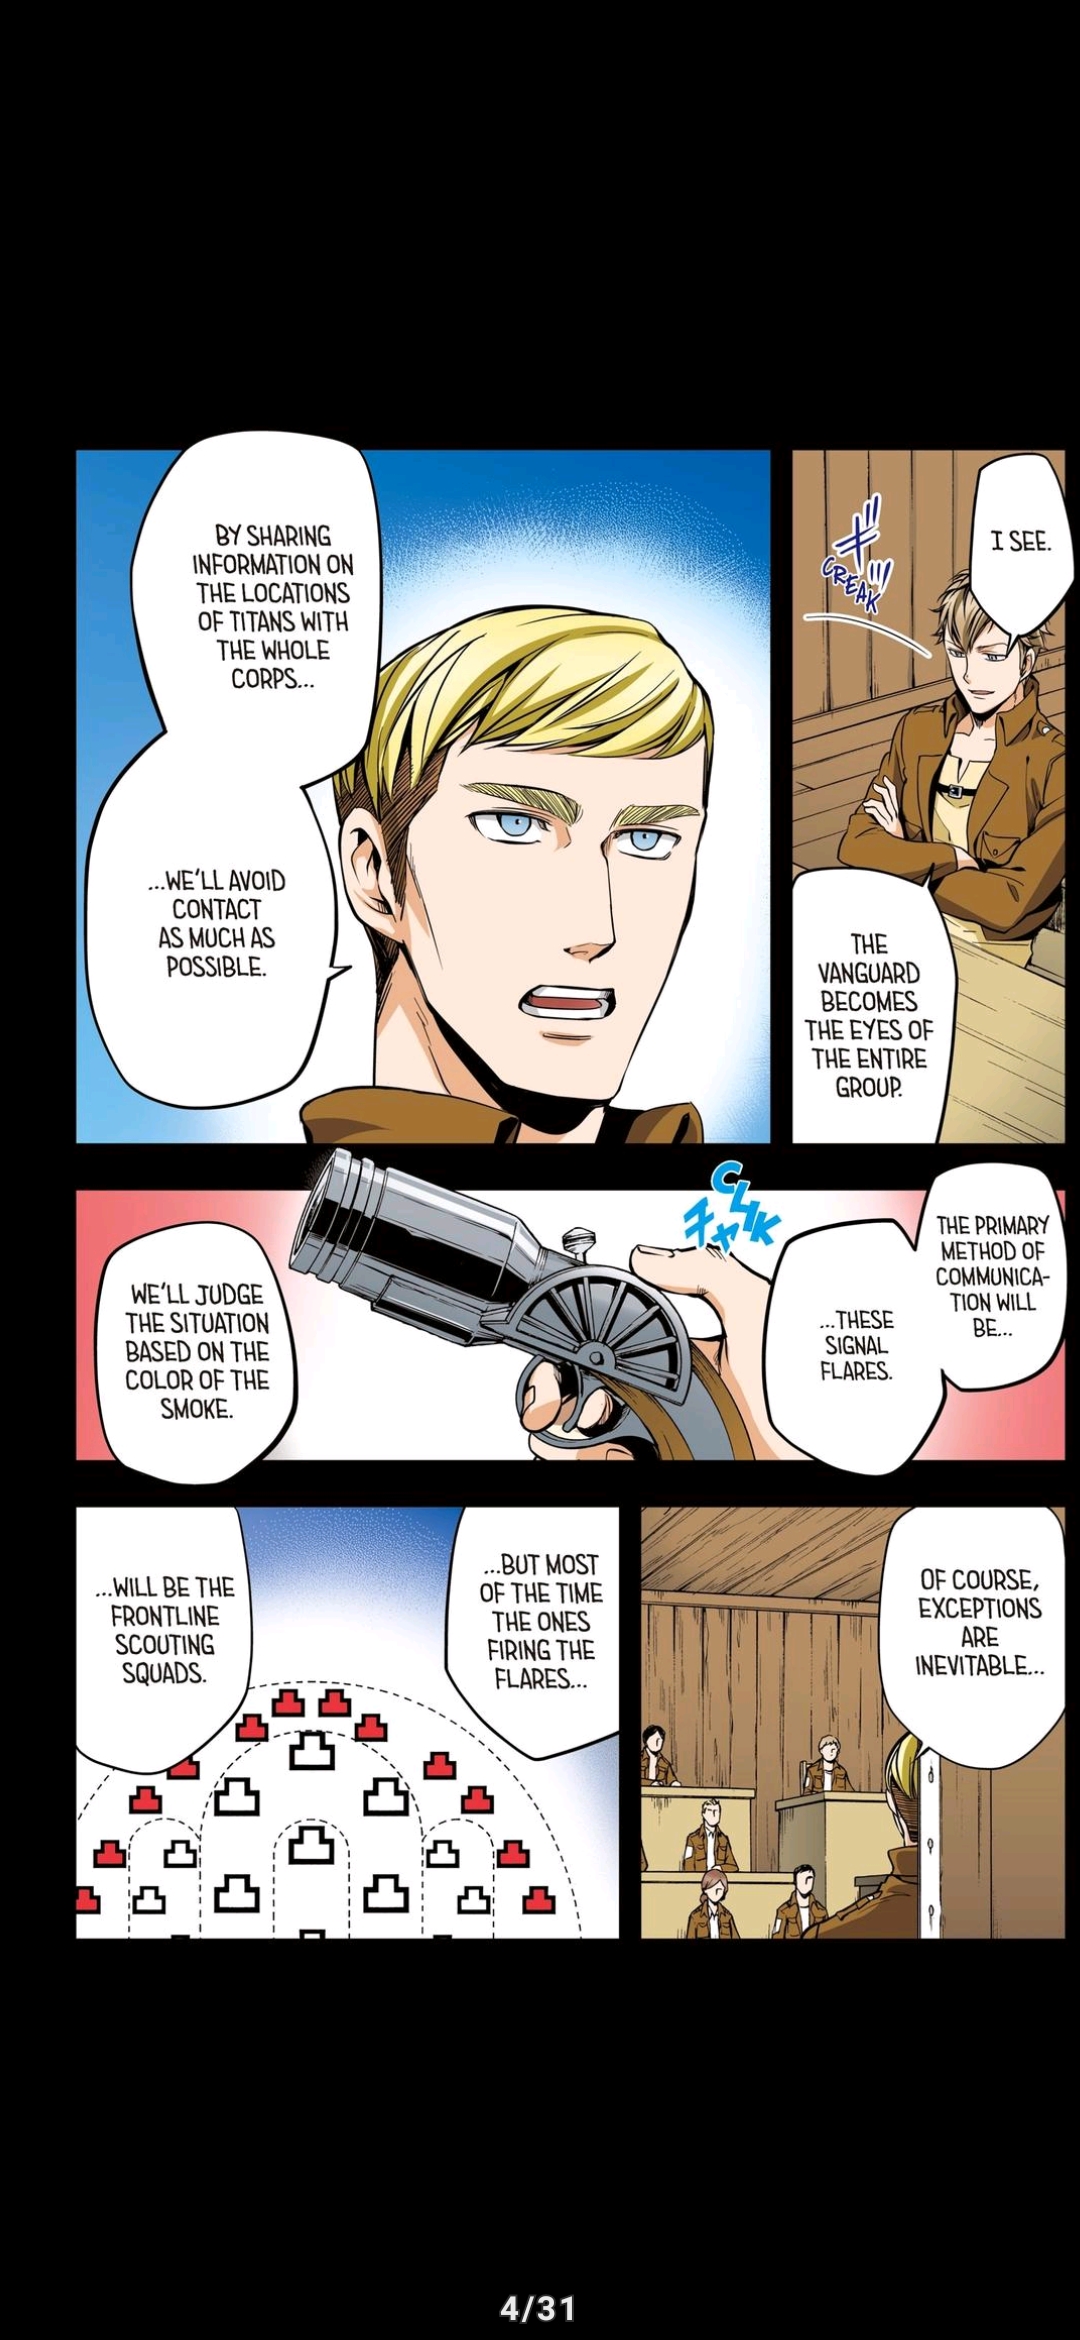 I SEE.
ギ
CREAK
THE
VANGUARD
BECOMES
THE EYES OF
THE ENTIRE
GROUP.
BY SHARING
INFORMATION ON
THE LOCATIONS
OF TITANS WITH
THE WHOLE
CORPS...
...WE'LL AVOID
CONTACT
AS MUCH AS
POSSIBLE.
THE PRIMARY
METHOD OF
COMMUNICA-
TION WILL
BE...
...THESE
SIGNAL
FLARES.
CLIK
チャ
WE'LL JUDGE
THE SITUATION
BASED ON THE
COLOR OF THE
SMOKE.
OF COURSE,
EXCEPTIONS
ARE
INEVITABLE...
...BUT MOST
OF THE TIME
THE ONES
FIRING THE
FLARES...
...WILL BE THE
FRONTLINE
SCOUTING
SQUADS.
4/31